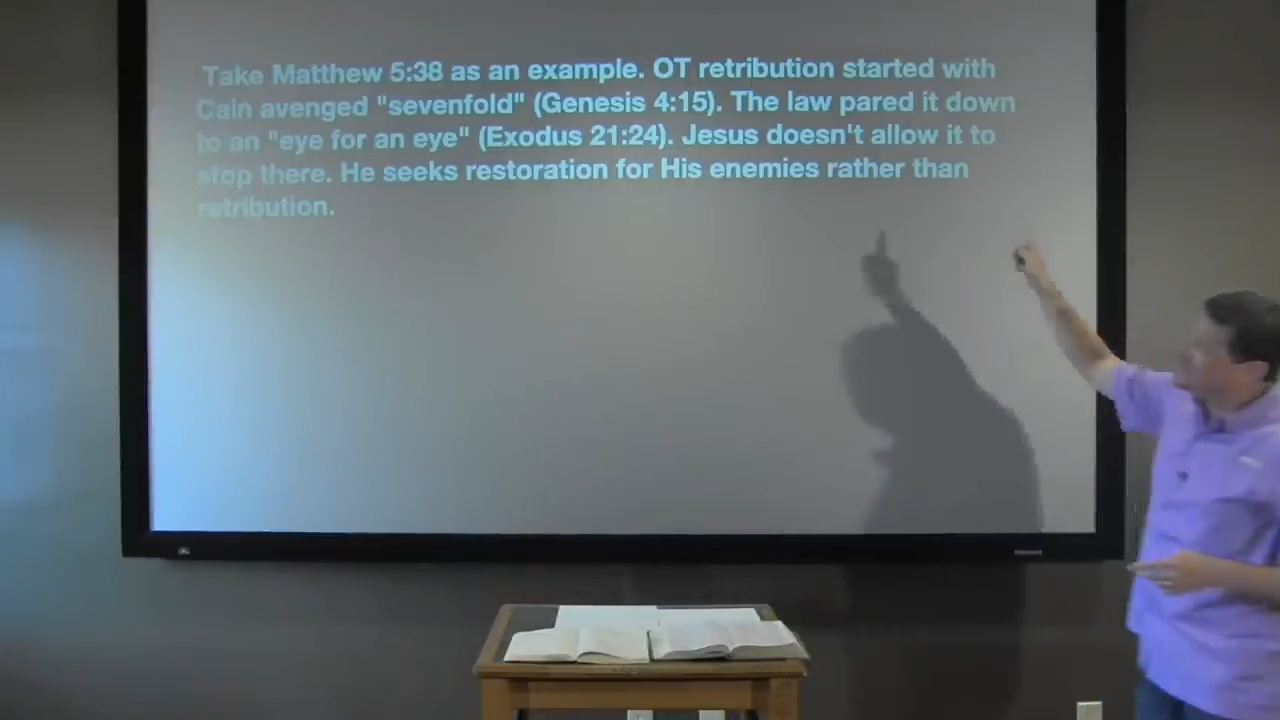 Take Matthew 5:38 as an example. OT retribution started with
Cain avenged "sevenfold" (Genesis 4:15). The law pared it down
to an "eye for an eye" (Exodus 21:24). Jesus doesn't allow it to
stop there. He seeks restoration for His enemies rather than
retribution.